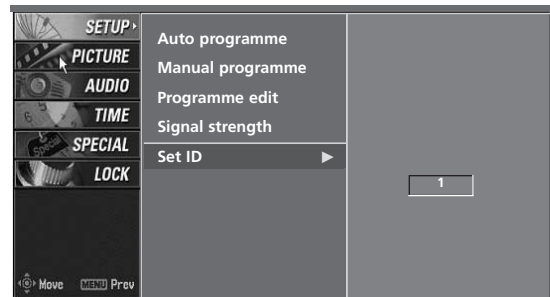 SETUP
PICTURE
AUDIO
TIME
SPECIAL
LOCK
Move MENU Prev
Auto programme
Manual programme
Programme edit
Signal strength
Set ID
1